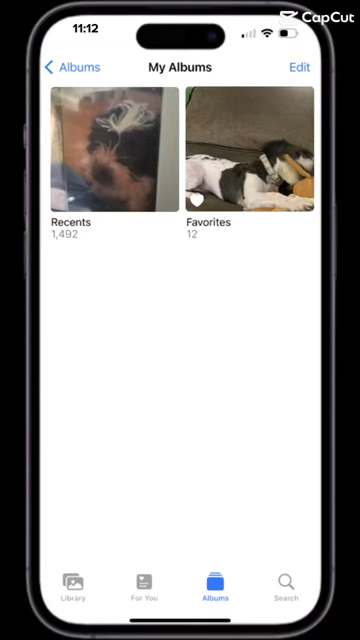 11:12
CapCut
Albums
My Albums
Edit
Recents
1,492
Favorites
12
Library
For You
Albums
Search